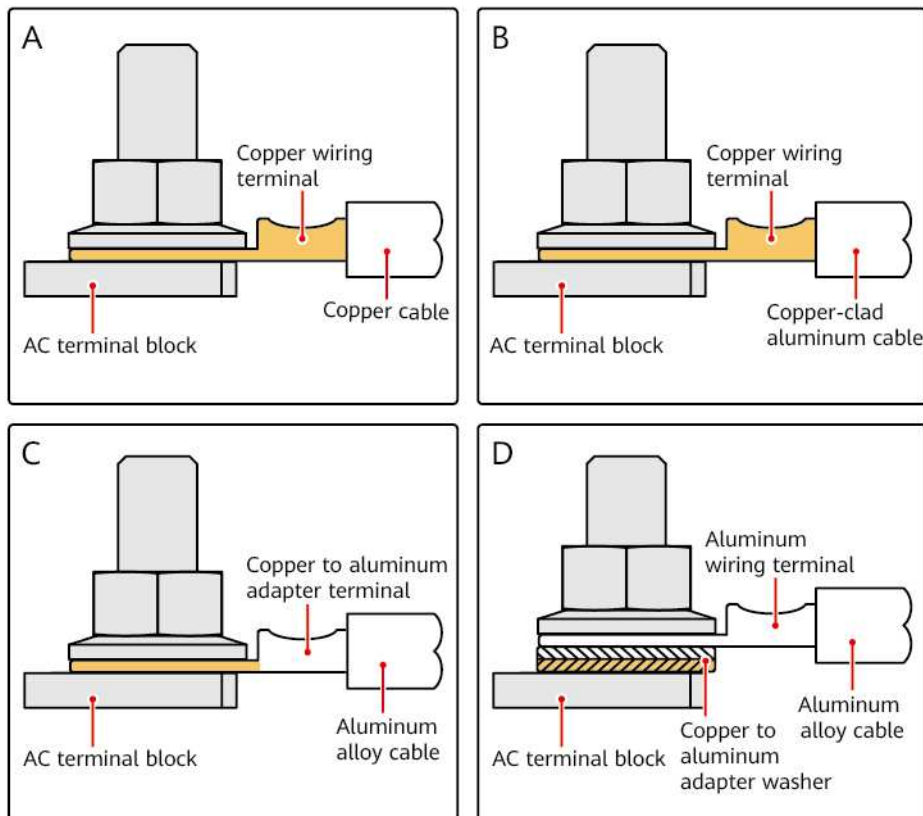 A
Copper wiring
terminal
Copper cable
AC terminal block
B
Copper wiring
terminal
Copper-clad
aluminum cable
AC terminal block
C
Copper to aluminum
adapter terminal
Aluminum
alloy cable
AC terminal block
D
Aluminum
wiring terminal
Aluminum
alloy cable
Copper to
aluminum
adapter washer
AC terminal block